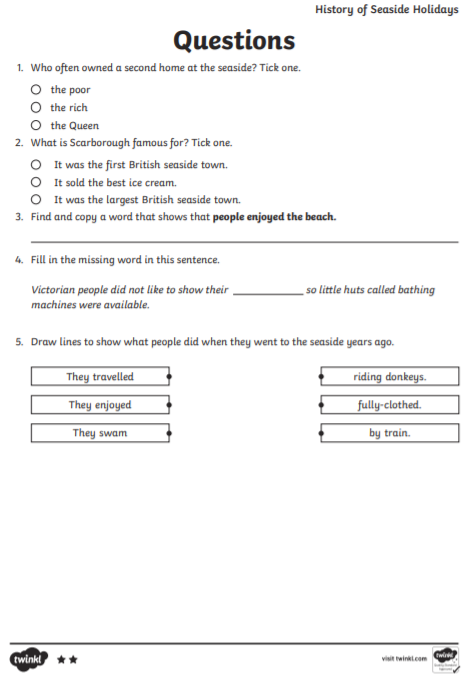 History of Seaside Holidays
Questions
1. Who often owned a second home at the seaside? Tick one.
the poor
the rich
the Queen
2. What is Scarborough famous for? Tick one.
It was the first British seaside town.
It sold the best ice cream.
It was the largest British seaside town.
3. Find and copy a word that shows that people enjoyed the beach.
4. Fill in the missing word in this sentence.
Victorian people did not like to show their ____________ so little huts called bathing
machines were available.
5. Draw lines to show what people did when they went to the seaside years ago.
They travelled riding donkeys.
They enjoyed fully-clothed.
They swam by train.
twinkl visit twinkl.com twinkl